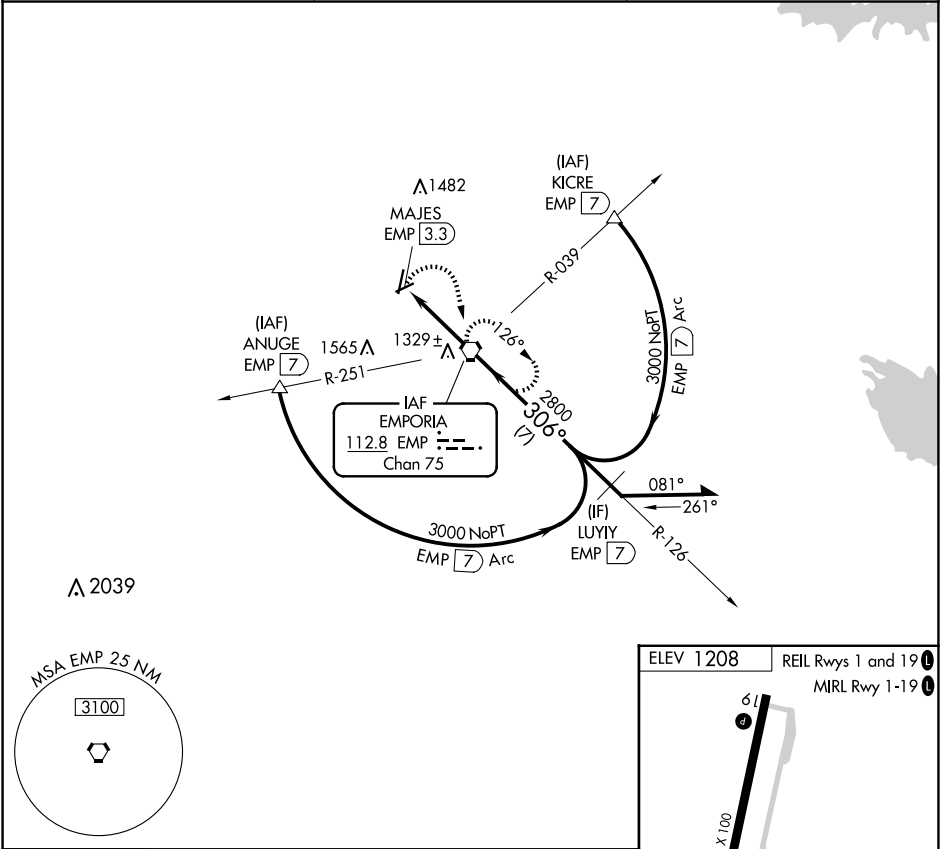 (IAF)
KICRE
EMP 7
1482
MAJES
EMP 3.3
R-039
(IAF)
ANUGE
EMP 7
1565
1329±
R-251
126°
3000 NoPT
EMP 7 Arc
IAF
EMPORIA
112.8 EMP
Chan 75
2800
306°
(7)
081°
261°
(IF)
LUYIY
EMP 7
R-126
3000 NoPT
EMP 7 Arc
2039
MSA EMP 25 NM
3100
ELEV 1208
REIL Rwys 1 and 19 L
MIRL Rwy 1-19 L
19
P
X 100